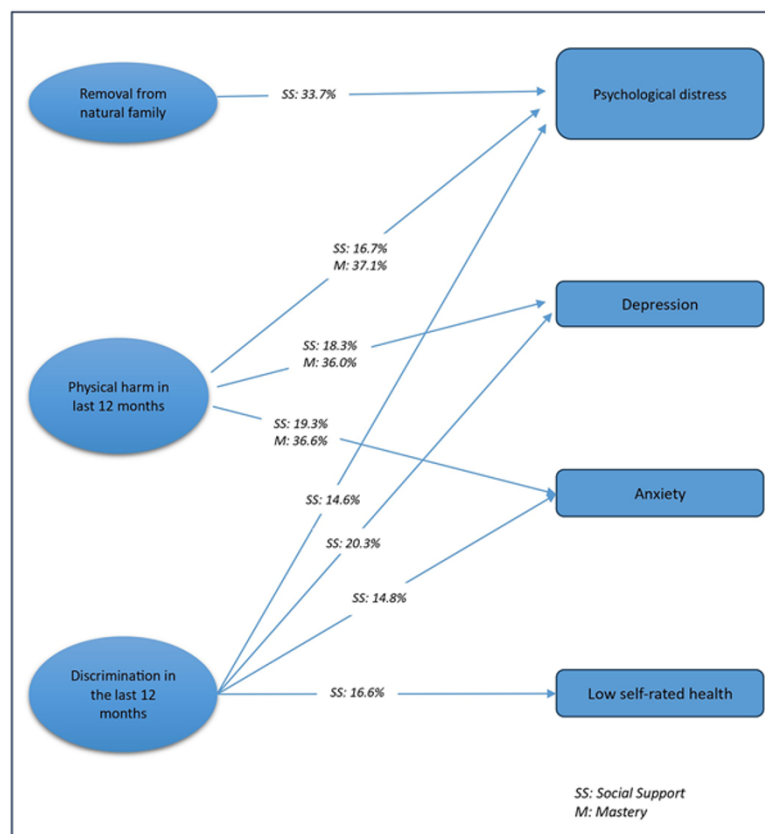 Removal from
natural family
SS: 33.7%
Psychological distress
SS: 16.7%
M: 37.1%
Depression
SS: 18.3%
M: 36.0%
Physical harm in
last 12 months
SS: 19.3%
M: 36.6%
Anxiety
SS: 14.6%
SS: 20.3%
SS: 14.8%
Discrimination in
the last 12
months
SS: 16.6%
Low self-rated health
SS: Social Support
M: Mastery